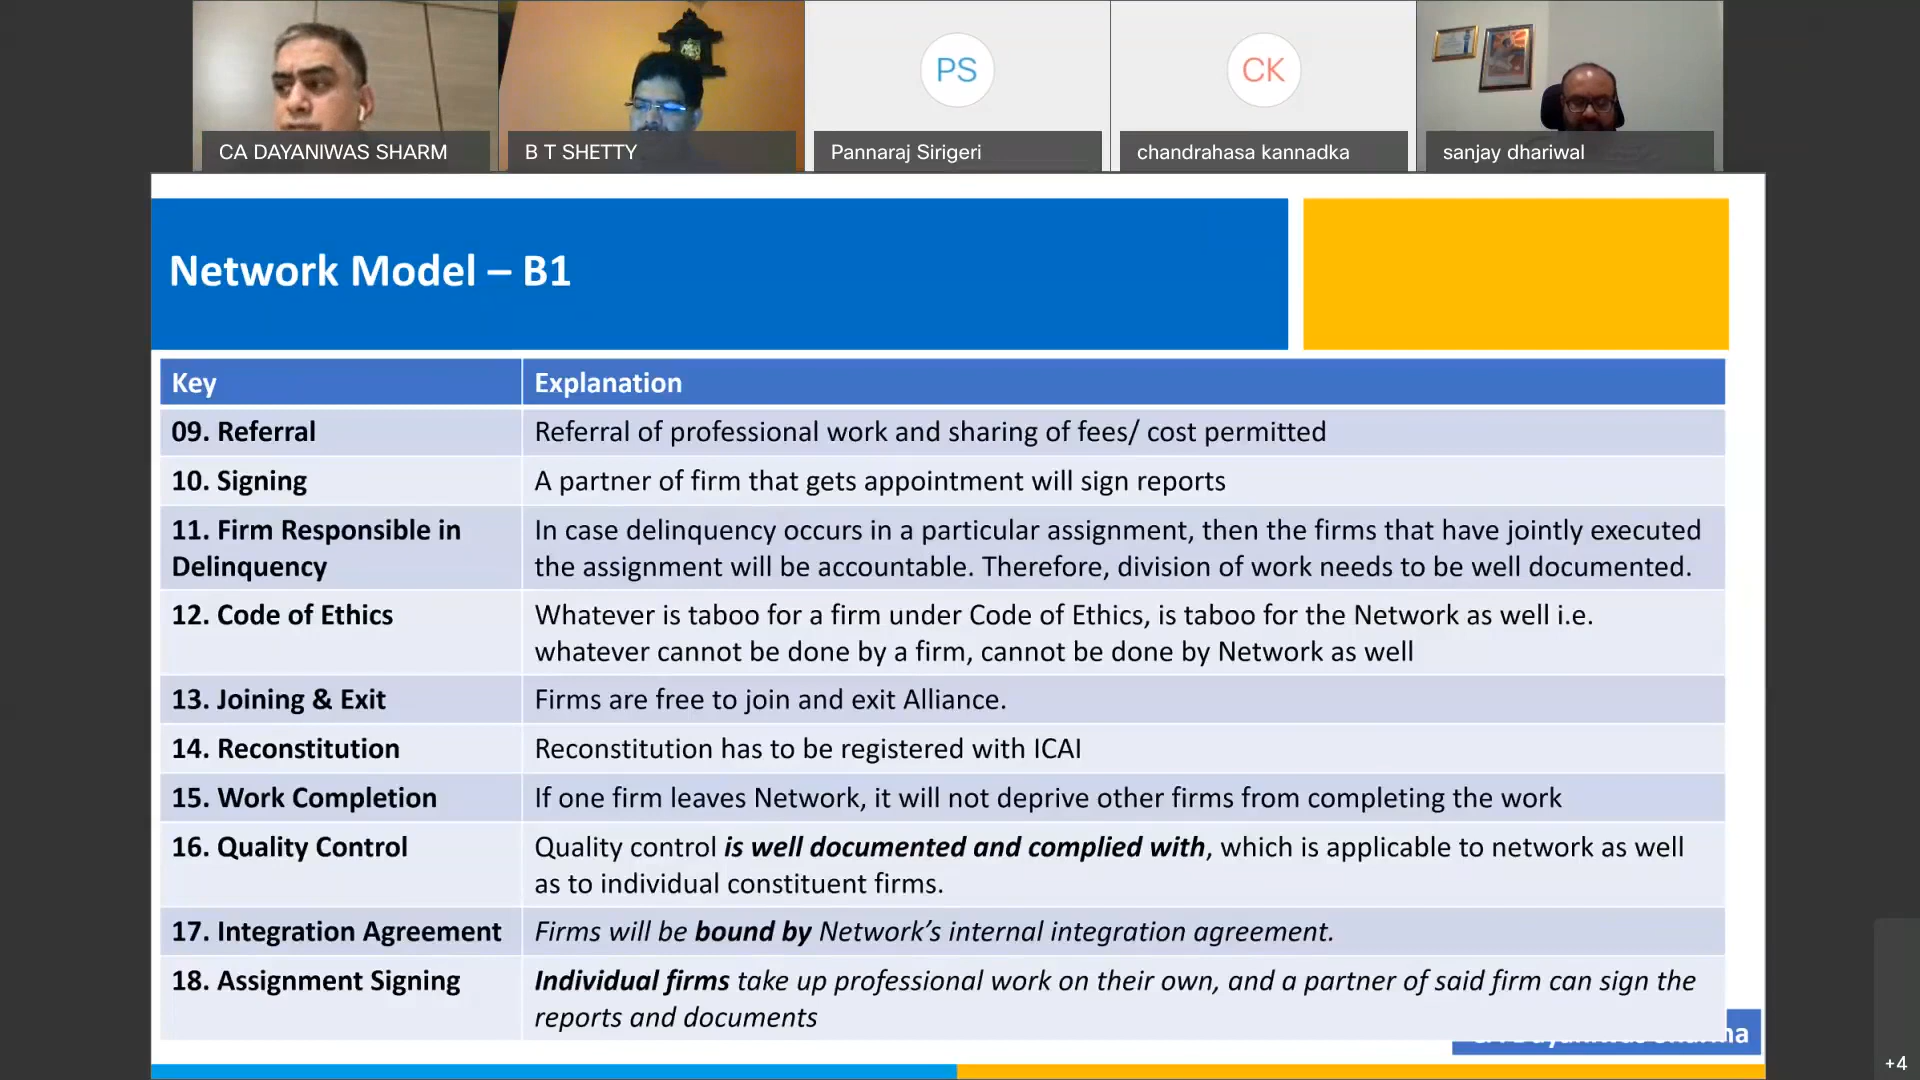 PS
CK
CA DAYANIWAS SHARM
B T SHETTY
Pannaraj Sirigeri
chandrahasa kannadka
sanjay dhariwal
Network Model – B1
Key
Explanation
09. Referral
Referral of professional work and sharing of fees/ cost permitted
10. Signing
A partner of firm that gets appointment will sign reports
11. Firm Responsible in
Delinquency
In case delinquency occurs in a particular assignment, then the firms that have jointly executed
the assignment will be accountable. Therefore, division of work needs to be well documented.
12. Code of Ethics
Whatever is taboo for a firm under Code of Ethics, is taboo for the Network as well i.e.
whatever cannot be done by a firm, cannot be done by Network as well
13. Joining & Exit
Firms are free to join and exit Alliance.
14. Reconstitution
Reconstitution has to be registered with ICAI
15. Work Completion
If one firm leaves Network, it will not deprive other firms from completing the work
16. Quality Control
Quality control is well documented and complied with, which is applicable to network as well
as to individual constituent firms.
17. Integration Agreement
Firms will be bound by Network’s internal integration agreement.
18. Assignment Signing
Individual firms take up professional work on their own, and a partner of said firm can sign the
reports and documents
+4